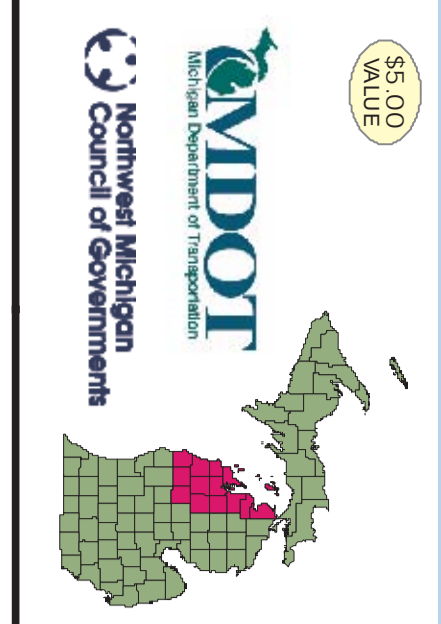 $5.00
VALUE
MDOT
Michigan Department of Transportation
Northwest Michigan
Council of Governments